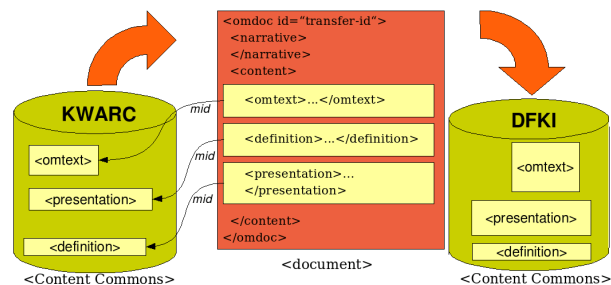 KWARC
<omtext>
<presentation>
<definition>
<Content Commons>
mid
mid
mid
<omdoc id="transfer-id">
<narrative>
</narrative>
<content>
<omtext>...</omtext>
<definition>...</definition>
<presentation>...
</presentation>
</content>
</omdoc>
<document>
DFKI
<omtext>
<presentation>
<definition>
<Content Commons>